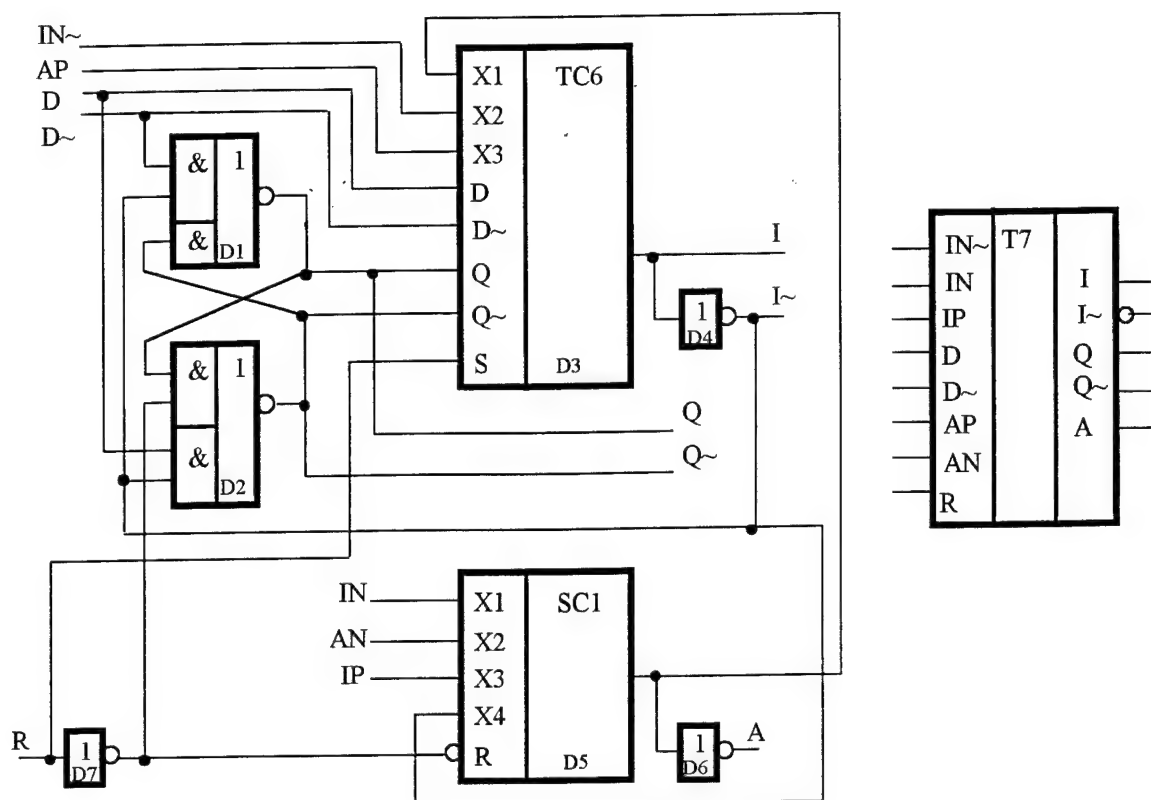 IN~
AP
D
D~
&
1
&
D1
&
1
&
D2
X1
TC6
X2
X3
D
D~
Q
Q~
S
D3
I
I~
1
D4
Q
Q~
IN
AN
IP
X1
SC1
X2
X3
X4
R
D5
1
D6
A
R
1
D7
IN~
T7
IN
I
IP
I~
D
Q
D~
Q~
AP
A
AN
R